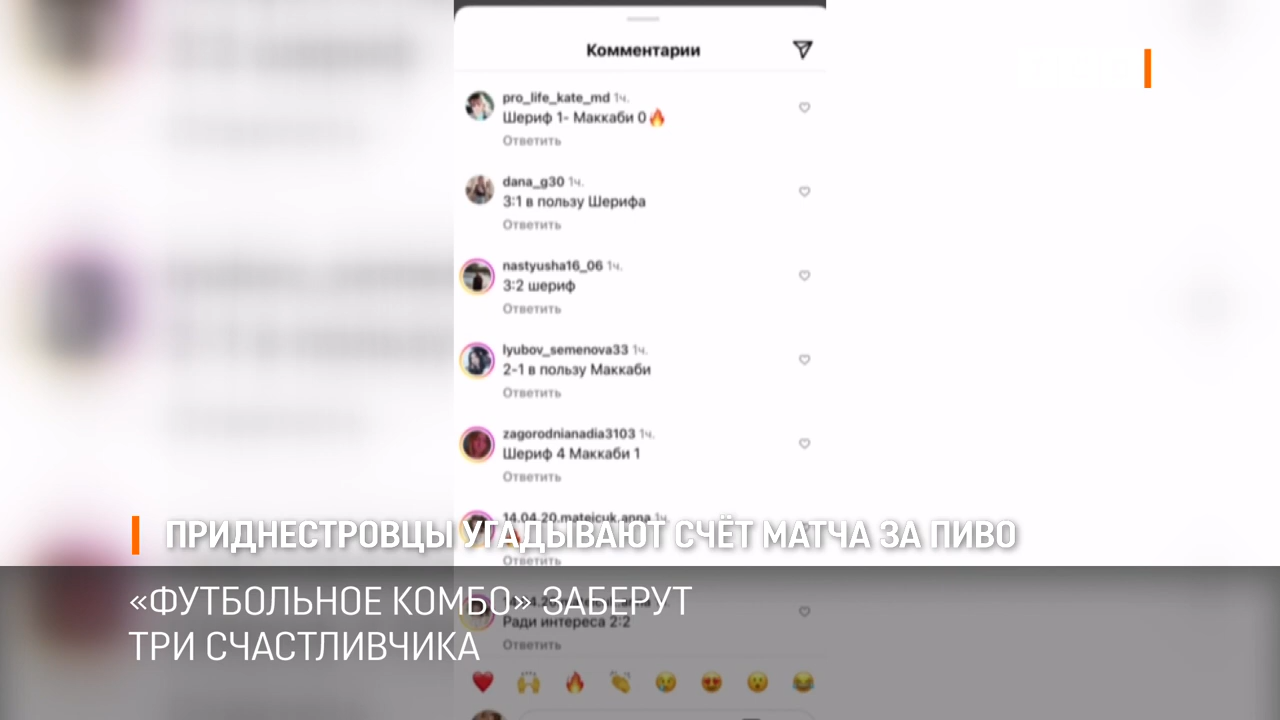 Комментарии
pro_life_kate_md 1ч.
Шериф 1- Маккаби 0🔥
Ответить
dana_g30 1ч.
3:1 в пользу Шерифа
Ответить
nastyusha16_06 1ч.
3:2 шериф
Ответить
lyubov_semenova33 1ч.
2-1 в пользу Маккаби
Ответить
zagorodnianadia3103 1ч.
Шериф 4 Маккаби 1
Ответить
14.04.20.mateicuk.anna 1ч.
ПРИДНЕСТРОВЦЫ УГАДЫВАЮТ СЧЁТ МАТЧА ЗА ПИВО
Ответить
«ФУТБОЛЬНОЕ КОМБО» ЗАБЕРУТ
ТРИ СЧАСТЛИВЧИКА
Ради интереса 2:2
Ответить